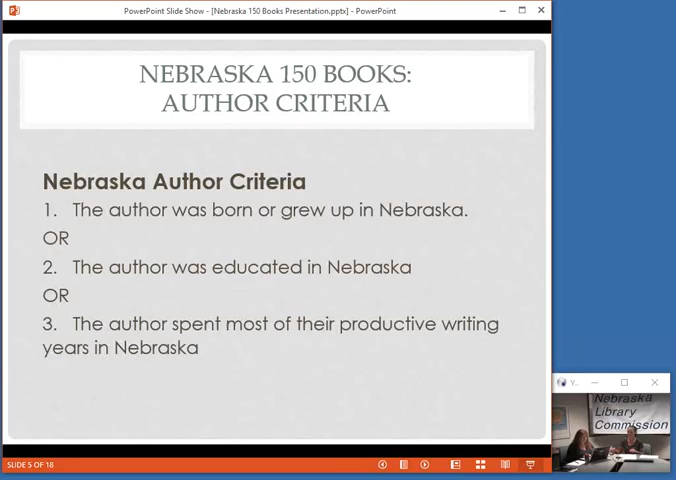 PowerPoint Slide Show - [Nebraska 150 Books Presentation.pptx] - PowerPoint
NEBRASKA 150 BOOKS:
AUTHOR CRITERIA
Nebraska Author Criteria
1. The author was born or grew up in Nebraska.
OR
2. The author was educated in Nebraska
OR
3. The author spent most of their productive writing
years in Nebraska
SLIDE 5 OF 18
Y..
Nebraska
Library
Commission